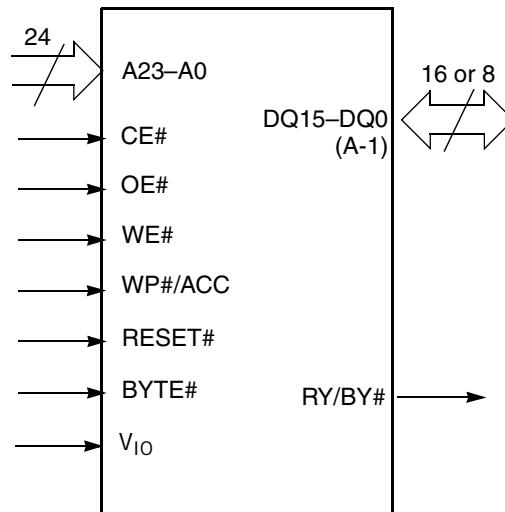 24
A23–A0
16 or 8
DQ15–DQ0
(A-1)
CE#
OE#
WE#
WP#/ACC
RESET#
BYTE#
RY/BY#
VIO